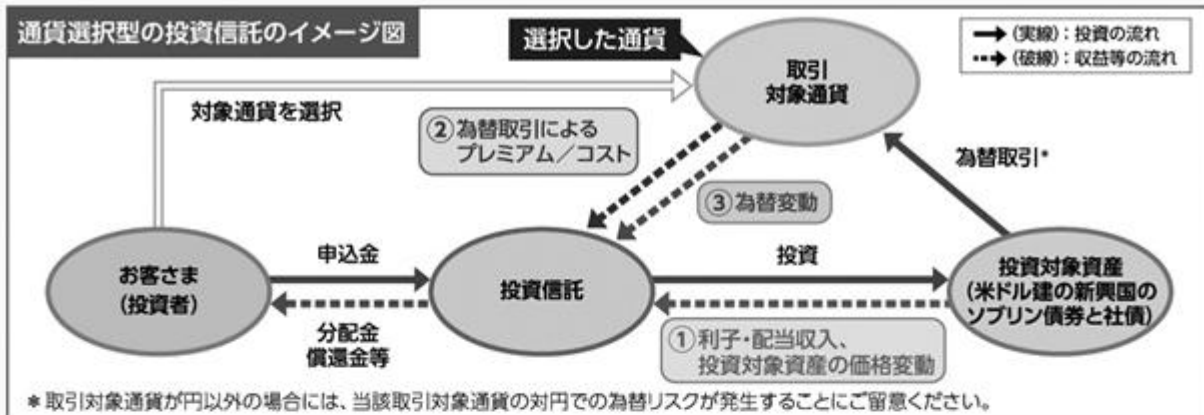 通貨選択型の投資信託のイメージ図
選択した通貨
(実線):投資の流れ
(破線):収益等の流れ
取引
対象通貨
対象通貨を選択
②為替取引による
プレミアム/コスト
為替取引*
③為替変動
お客さま
(投資者)
申込金
分配金
償還金等
投資信託
投資
①利子・配当収入、
投資対象資産の価格変動
投資対象資産
(米ドル建の新興国の
ソブリン債券と社債)
*取引対象通貨が円以外の場合には、当該取引対象通貨の対円での為替リスクが発生することにご留意ください。